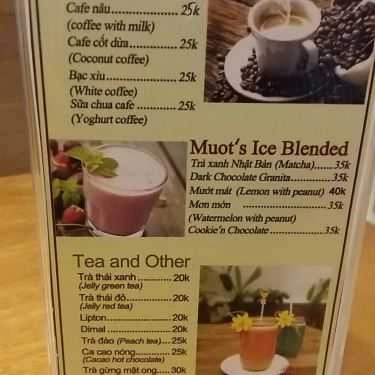 Cafe nâu ............ 25k
(coffee with milk)
Cafe cốt dừa .......... 25k
(Coconut coffee)
Bạc xỉu .............. 25k
(White coffee)
Sữa chua cafe ........... 25k
(Yoghurt coffee)
Muot's Ice Blended
Trà xanh Nhật Bản (Matcha)......35k
Dark Chocolate Granita......35k
Mướt mát (Lemon with peanut) 40k
Mon món ......................35k
(Watermelon with peanut)
Cookie'n Chocolate ..............35k
Tea and Other
Trà thái xanh ............ 20k
(Jelly green tea)
Trà thái đỏ ............ 20k
(Jelly red tea)
Lipton ................ 20k
Dimal ................ 20k
Trà đào (Peach tea)... 25k
Ca cao nóng ........... 25k
(Cacao hot chocolate)
Trà gừng mật ong ..... 30k